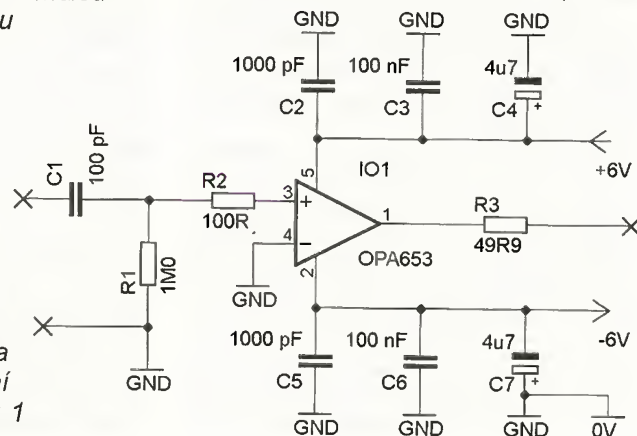 u
GND
GND
GND
1000 pF
100 nF
4u7
C2
C3
C4
+
+6V
C1
100 pF
5
IO1
R2
3
+
1
R3
100R
4
−
OPA653
49R9
2
R1
1M0
GND
-6V
1000 pF
100 nF
4u7
a
GND
C5
C6
C7
+
í
1
GND
GND
GND
0V